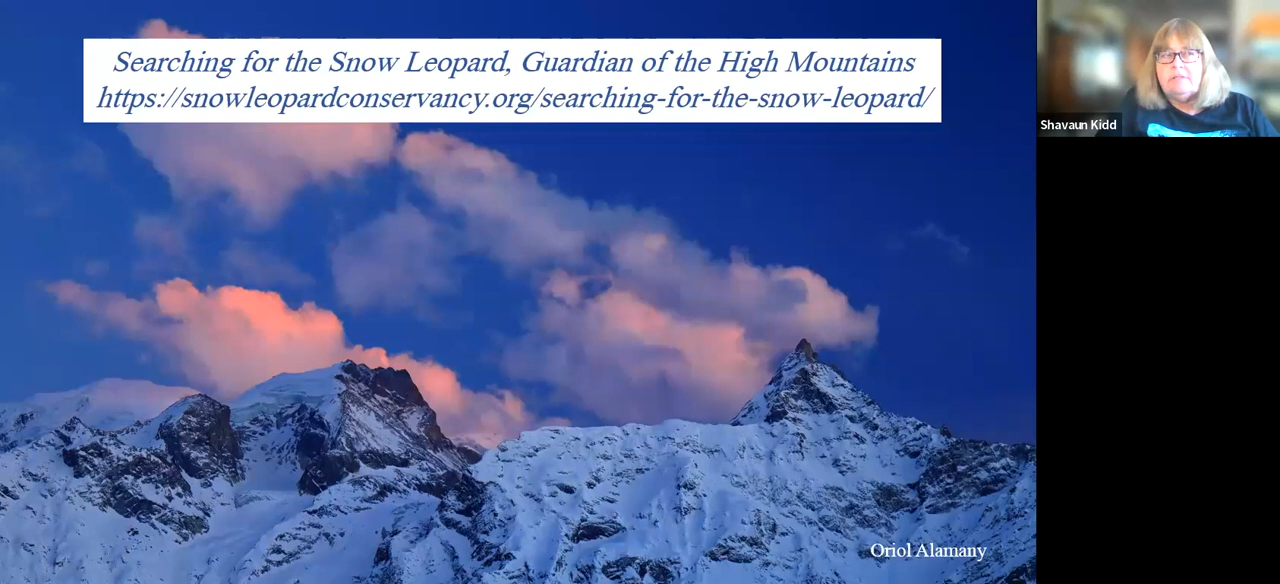 Searching for the Snow Leopard, Guardian of the High Mountains
https://snowleopardconservancy.org/searching-for-the-snow-leopard/
Shavaun Kidd
Oriol Alamany